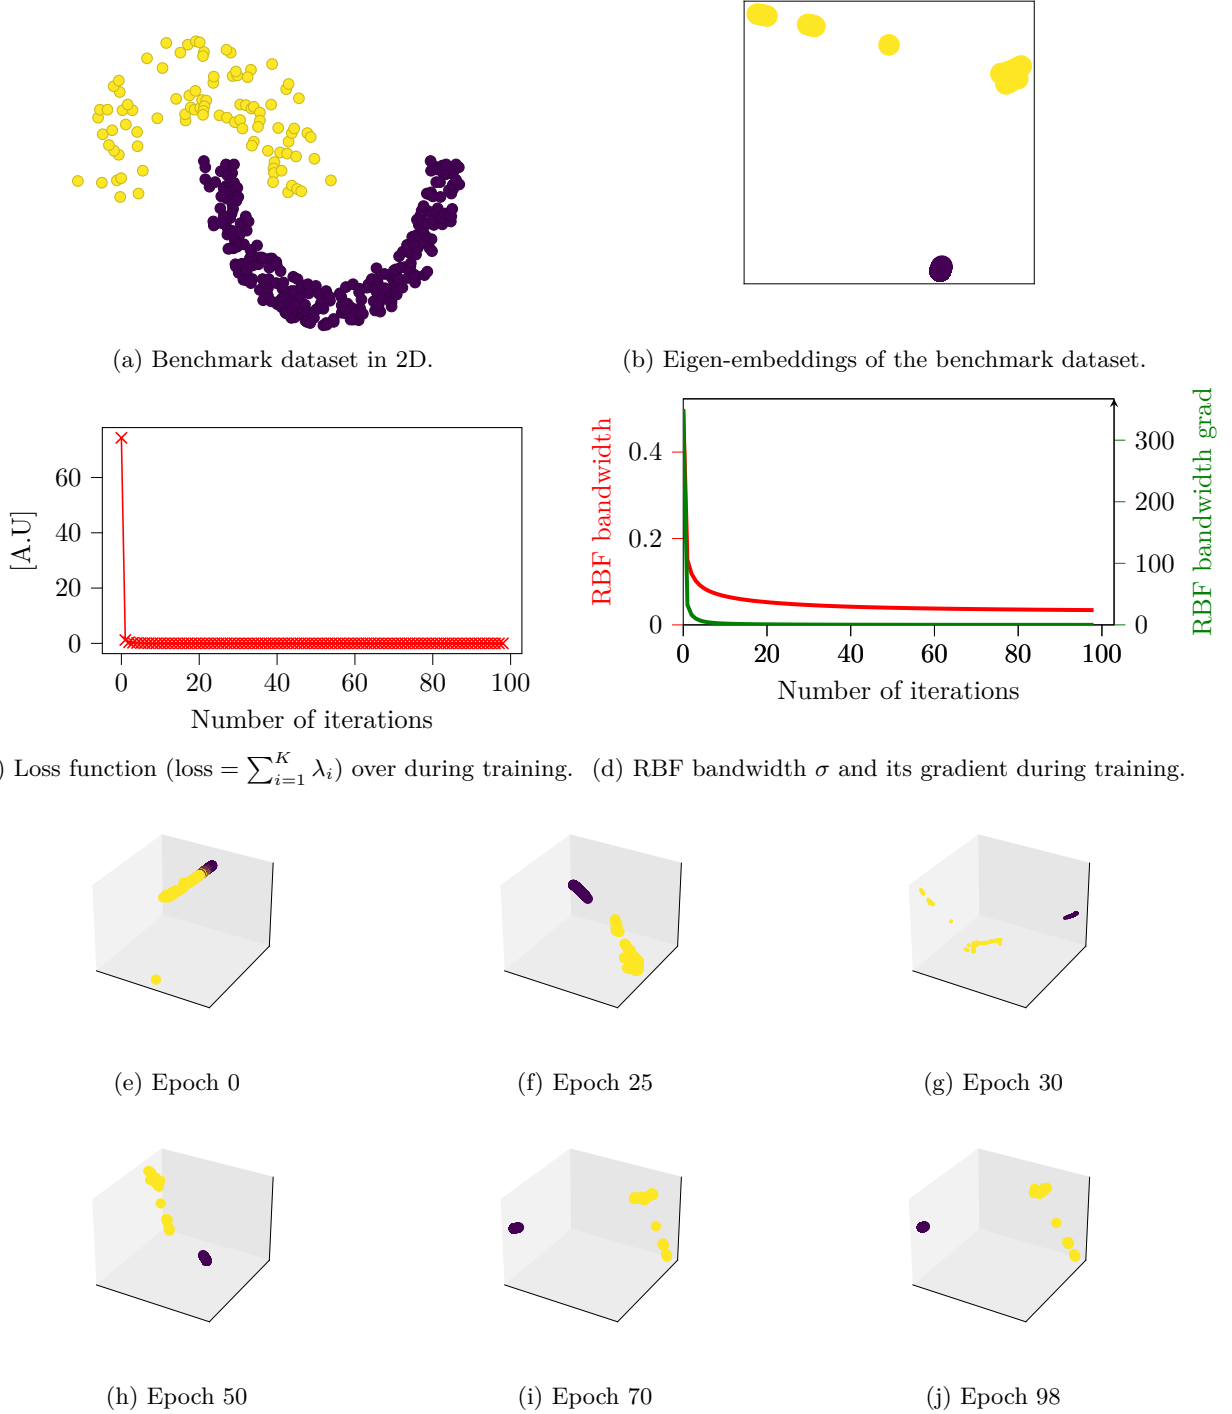 (a) Benchmark dataset in 2D.
(b) Eigen-embeddings of the benchmark dataset.
[A.U]
60
40
20
0
0 20 40 60 80 100
Number of iterations
RBF bandwidth
0.4
0.2
0
0 20 40 60 80 100
Number of iterations
300
200
100
0
RBF bandwidth grad
) Loss function (loss = ∑_{i=1}^{K} λ_i) over during training.
(d) RBF bandwidth σ and its gradient during training.
(e) Epoch 0
(f) Epoch 25
(g) Epoch 30
(h) Epoch 50
(i) Epoch 70
(j) Epoch 98